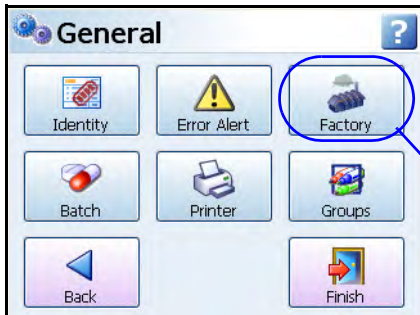 General ?
Identity Error Alert Factory
Batch Printer Groups
Back Finish